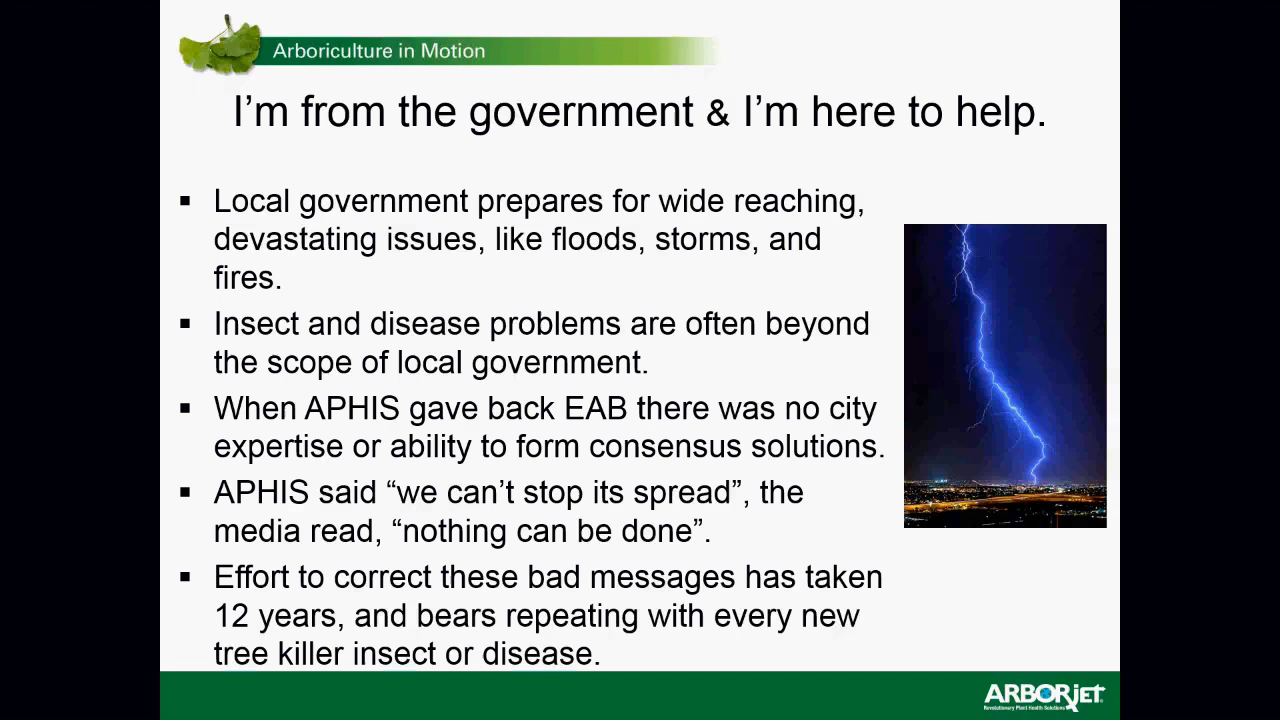 Arboriculture in Motion
I'm from the government & I'm here to help.
▪ Local government prepares for wide reaching,
devastating issues, like floods, storms, and
fires.
▪ Insect and disease problems are often beyond
the scope of local government.
▪ When APHIS gave back EAB there was no city
expertise or ability to form consensus solutions.
▪ APHIS said “we can't stop its spread”, the
media read, “nothing can be done”.
▪ Effort to correct these bad messages has taken
12 years, and bears repeating with every new
tree killer insect or disease.
ARBORjET
Revolutionary Plant Health Solutions